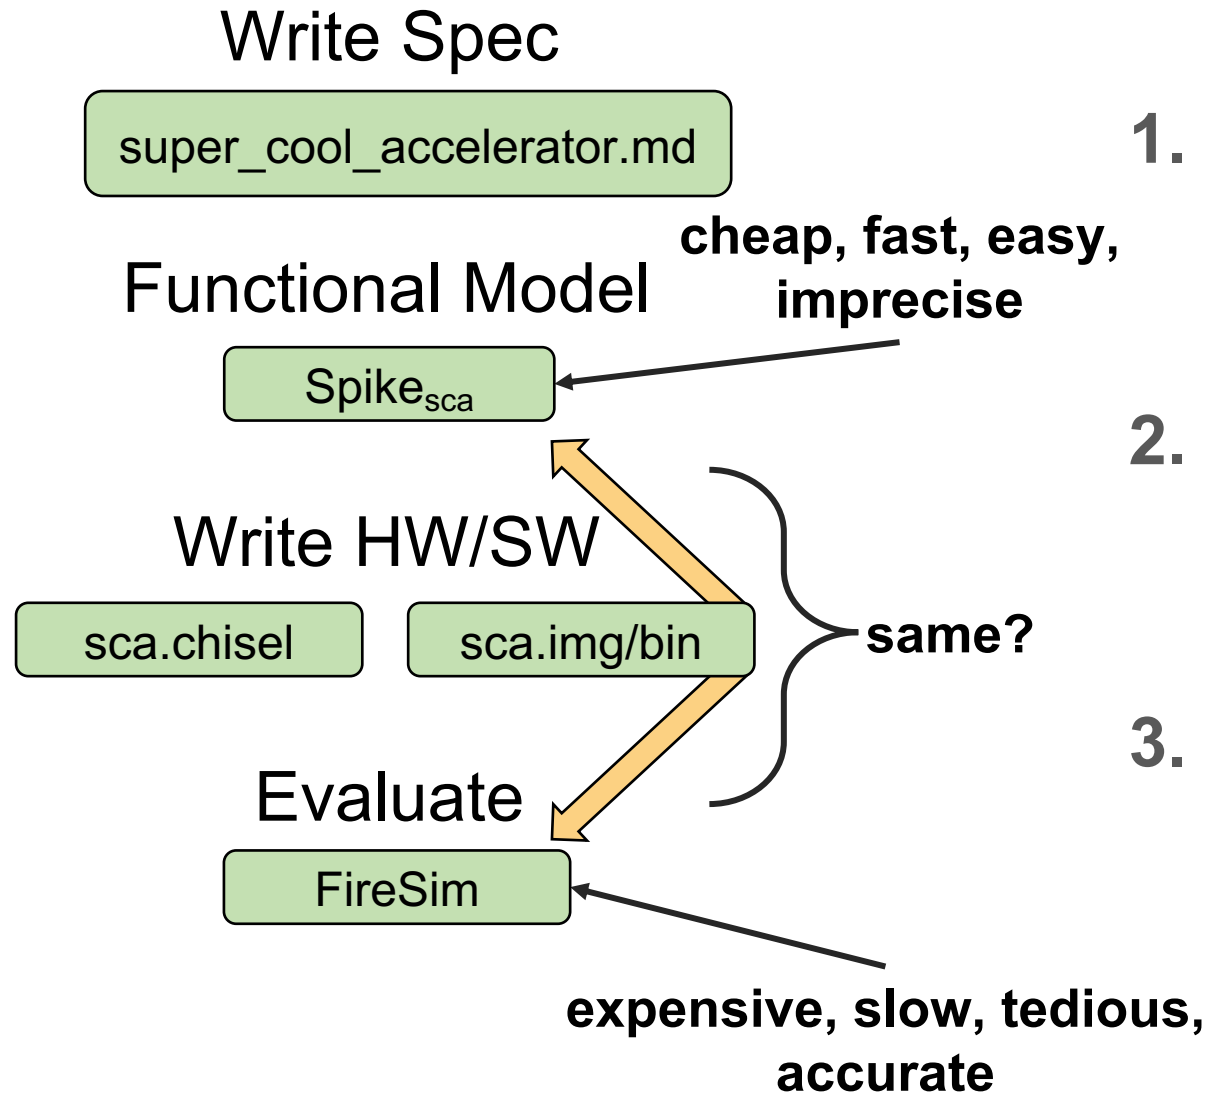 Write Spec
super_cool_accelerator.md
1.
cheap, fast, easy,
imprecise
Functional Model
Spikesca
2.
Write HW/SW
sca.chisel
sca.img/bin
same?
3.
Evaluate
FireSim
expensive, slow, tedious,
accurate